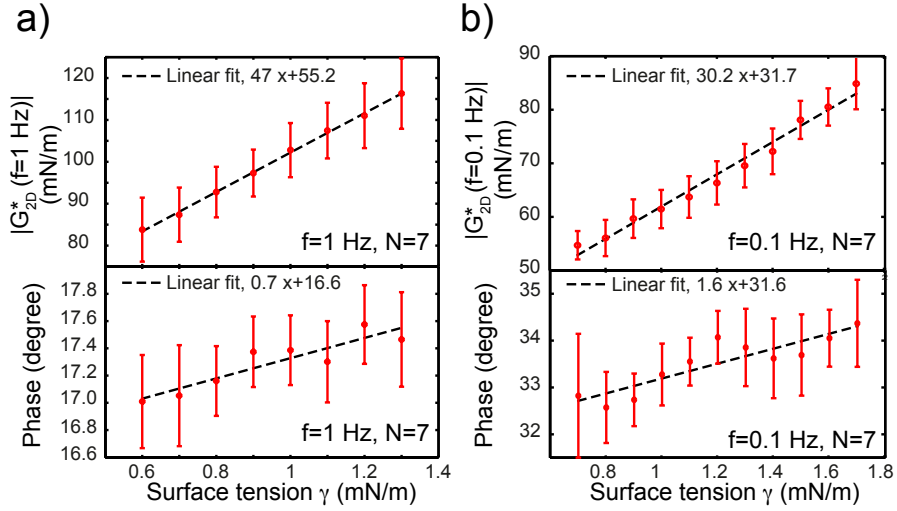 a)
|G*2D (f=1 Hz)|
(mN/m)
120
110
100
90
80
Linear fit, 47 x+55.2
f=1 Hz, N=7
Phase (degree)
17.8
17.6
17.4
17.2
17.0
16.8
16.6
Linear fit, 0.7 x+16.6
f=1 Hz, N=7
0.6 0.8 1 1.2 1.4
Surface tension γ (mN/m)
b)
|G*2D (f=0.1 Hz)|
(mN/m)
90
80
70
60
50
Linear fit, 30.2 x+31.7
f=0.1 Hz, N=7
Phase (degree)
35
34
33
32
Linear fit, 1.6 x+31.6
f=0.1 Hz, N=7
0.8 1.0 1.2 1.4 1.6 1.8
Surface tension γ (mN/m)